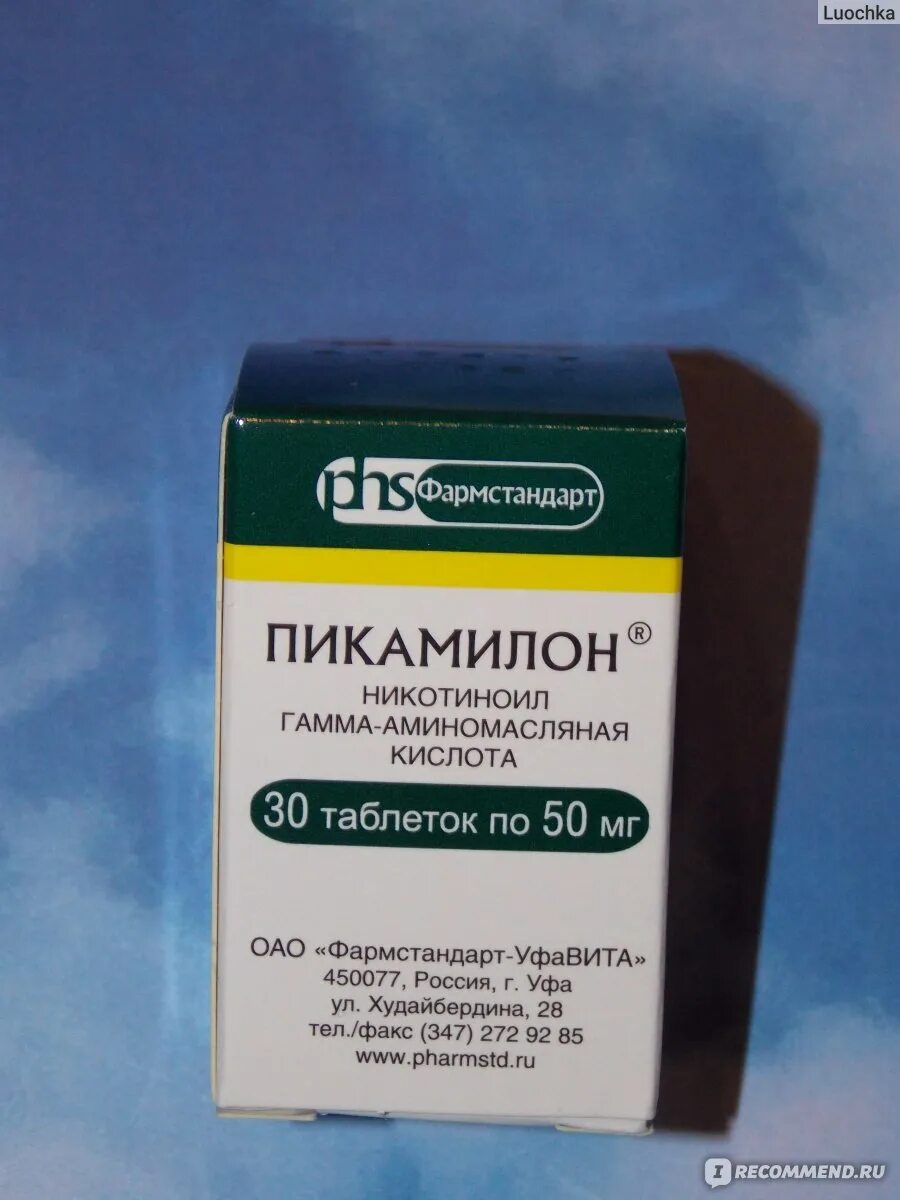 Luochka
phs Фармстандарт
ПИКАМИЛОН®
НИКОТИНОИЛ
ГАММА-АМИНОМАСЛЯНАЯ
КИСЛОТА
30 таблеток по 50 мг
ОАО «Фармстандарт-УфаВИТА»
450077, Россия, г. Уфа
ул. Худайбердина, 28
тел./факс (347) 272 92 85
www.pharmstd.ru
IRECOMMEND.RU